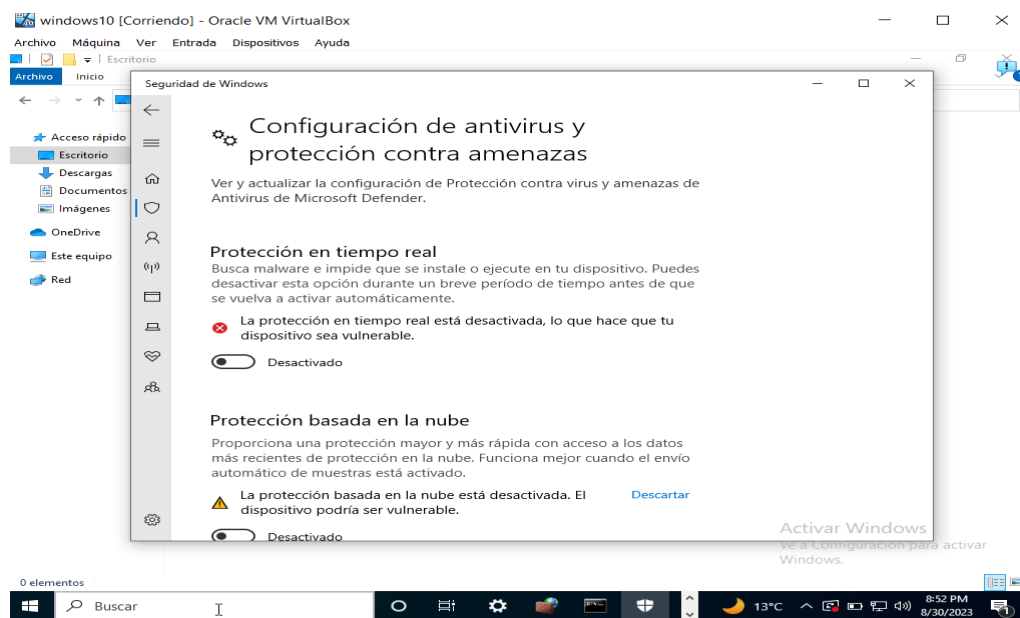 windows10 [Corriendo] - Oracle VM VirtualBox
Archivo Máquina Ver Entrada Dispositivos Ayuda
Escritorio
Archivo Inicio
Seguridad de Windows
Acceso rápido
Escritorio
Descargas
Documentos
Imágenes
OneDrive
Este equipo
Red
Configuración de antivirus y
protección contra amenazas
Ver y actualizar la configuración de Protección contra virus y amenazas de
Antivirus de Microsoft Defender.
Protección en tiempo real
Busca malware e impide que se instale o ejecute en tu dispositivo. Puedes
desactivar esta opción durante un breve período de tiempo antes de que
se vuelva a activar automáticamente.
La protección en tiempo real está desactivada, lo que hace que tu
dispositivo sea vulnerable.
Desactivado
Protección basada en la nube
Proporciona una protección mayor y más rápida con acceso a los datos
más recientes de protección en la nube. Funciona mejor cuando el envío
automático de muestras está activado.
La protección basada en la nube está desactivada. El
dispositivo podría ser vulnerable.
Descartar
Desactivado
Activar Windows
Ve a Configuración para activar
Windows.
0 elementos
Buscar
13°C
8:52 PM
8/30/2023